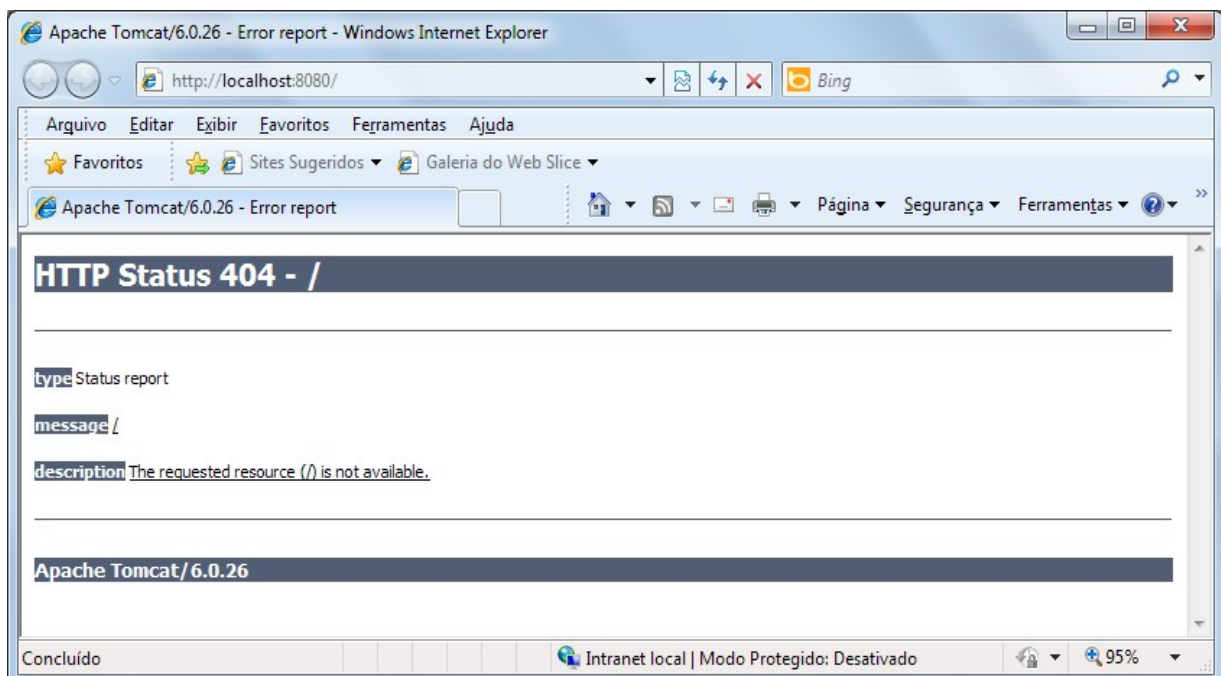 Apache Tomcat/6.0.26 - Error report - Windows Internet Explorer
http://localhost:8080/ Bing
Arquivo Editar Exibir Favoritos Ferramentas Ajuda
Favoritos Sites Sugeridos Galeria do Web Slice
Apache Tomcat/6.0.26 - Error report Página Segurança Ferramentas
HTTP Status 404 - /
type Status report
message /
description The requested resource (/) is not available.
Apache Tomcat/6.0.26
Concluído Intranet local | Modo Protegido: Desativado 95%